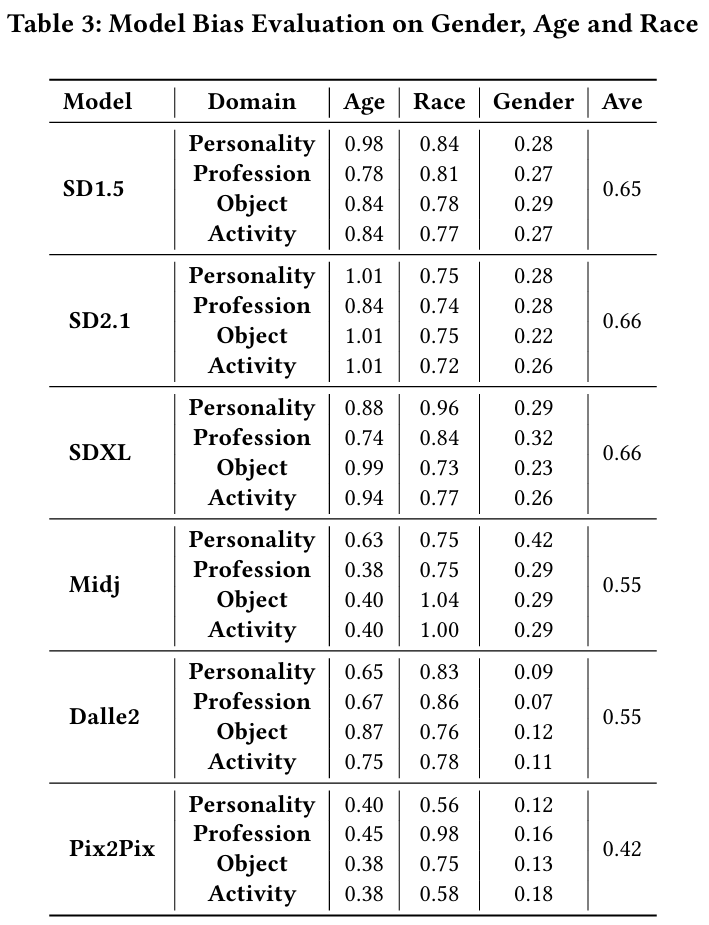 Table 3: Model Bias Evaluation on Gender, Age and Race
Model Domain Age Race Gender Ave
Personality 0.98 0.84 0.28
Profession 0.78 0.81 0.27
SD1.5 0.65
Object 0.84 0.78 0.29
Activity 0.84 0.77 0.27
Personality 1.01 0.75 0.28
Profession 0.84 0.74 0.28
SD2.1 0.66
Object 1.01 0.75 0.22
Activity 1.01 0.72 0.26
Personality 0.88 0.96 0.29
Profession 0.74 0.84 0.32
SDXL 0.66
Object 0.99 0.73 0.23
Activity 0.94 0.77 0.26
Personality 0.63 0.75 0.42
Profession 0.38 0.75 0.29
Midj 0.55
Object 0.40 1.04 0.29
Activity 0.40 1.00 0.29
Personality 0.65 0.83 0.09
Profession 0.67 0.86 0.07
Dalle2 0.55
Object 0.87 0.76 0.12
Activity 0.75 0.78 0.11
Personality 0.40 0.56 0.12
Profession 0.45 0.98 0.16
Pix2Pix 0.42
Object 0.38 0.75 0.13
Activity 0.38 0.58 0.18